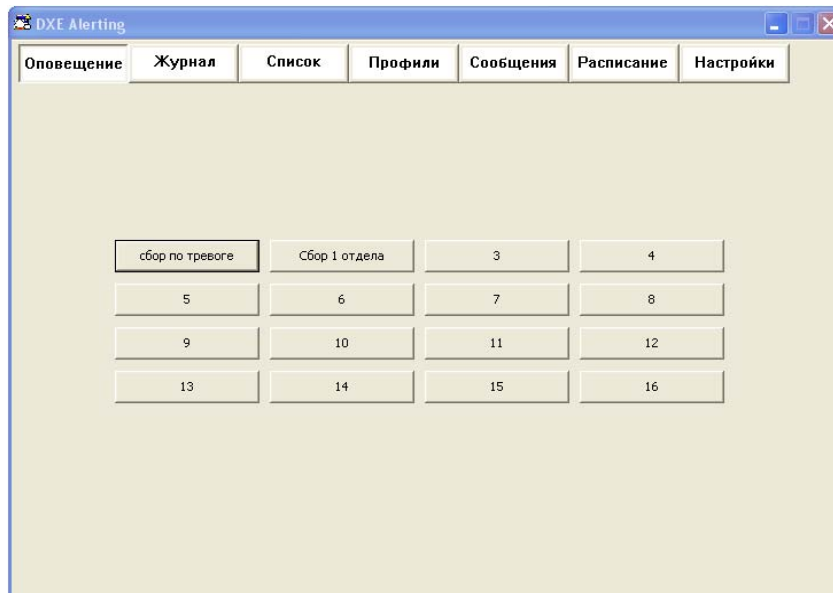 DXE Alerting
Оповещение Журнал Список Профили Сообщения Расписание Настройки
сбор по тревоге Сбор 1 отдела 3 4
5 6 7 8
9 10 11 12
13 14 15 16